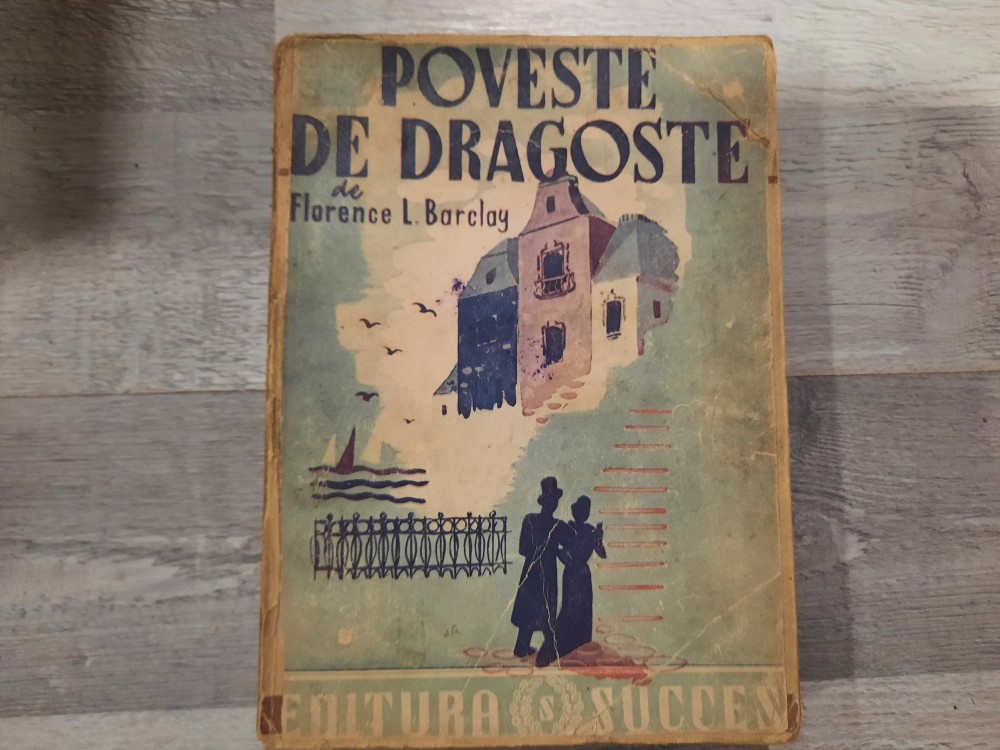 POVESTE
DE DRAGOSTE
de
Florence L. Barclay
EDITURA S SUCCES